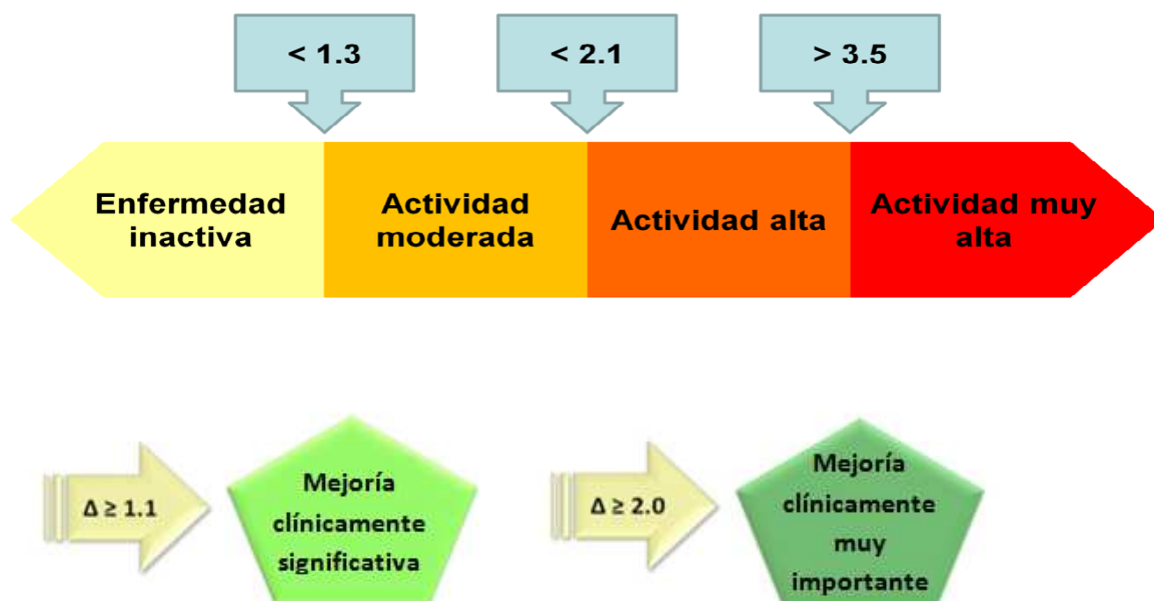 < 1.3
< 2.1
> 3.5
Enfermedad
inactiva
Actividad
moderada
Actividad alta
Actividad muy
alta
Δ ≥ 1.1
Mejoría
clínicamente
significativa
Δ ≥ 2.0
Mejoría
clínicamente
muy
importante